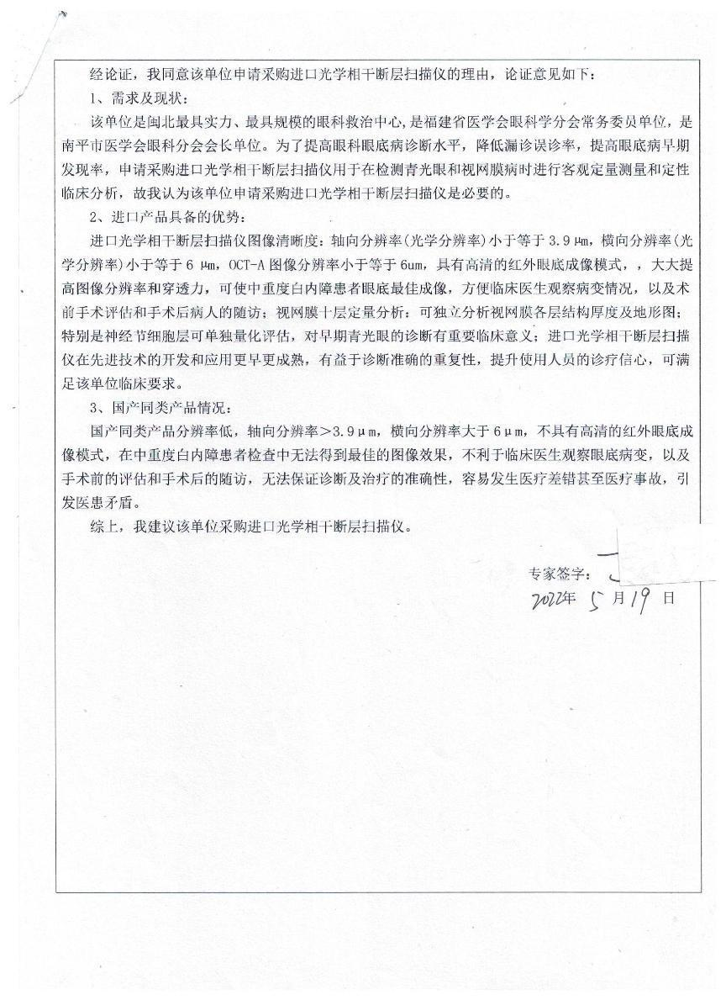 经论证，我同意该单位申请采购进口光学相干断层扫描仪的理由，论证意见如下：
1、需求及现状：
该单位是闽北最具实力、最具规模的眼科救治中心,是福建省医学会眼科学分会常务委员单位，是
南平市医学会眼科分会会长单位。为了提高眼科眼底病诊断水平，降低漏诊误诊率，提高眼底病早期
发现率，申请采购进口光学相干断层扫描仪用于在检测青光眼和视网膜病时进行客观定量测量和定性
临床分析，故我认为该单位申请采购进口光学相干断层扫描仪是必要的。
2、进口产品具备的优势：
进口光学相干断层扫描仪图像清晰度：轴向分辨率(光学分辨率)小于等于 3.9 μm，横向分辨率(光
学分辨率)小于等于 6 μm，OCT-A 图像分辨率小于等于 6um，具有高清的红外眼底成像模式，，大大提
高图像分辨率和穿透力，可使中重度白内障患者眼底最佳成像，方便临床医生观察病变情况，以及术
前手术评估和手术后病人的随访；视网膜十层定量分析：可独立分析视网膜各层结构厚度及地形图；
特别是神经节细胞层可单独量化评估，对早期青光眼的诊断有重要临床意义；进口光学相干断层扫描
仪在先进技术的开发和应用更早更成熟，有益于诊断准确的重复性，提升使用人员的诊疗信心，可满
足该单位临床要求。
3、国产同类产品情况：
国产同类产品分辨率低，轴向分辨率＞3.9μm，横向分辨率大于 6μm，不具有高清的红外眼底成
像模式，在中重度白内障患者检查中无法得到最佳的图像效果，不利于临床医生观察眼底病变，以及
手术前的评估和手术后的随访，无法保证诊断及治疗的准确性，容易发生医疗差错甚至医疗事故，引
发医患矛盾。
综上，我建议该单位采购进口光学相干断层扫描仪。
专家签字：
2022年 5 月 19 日